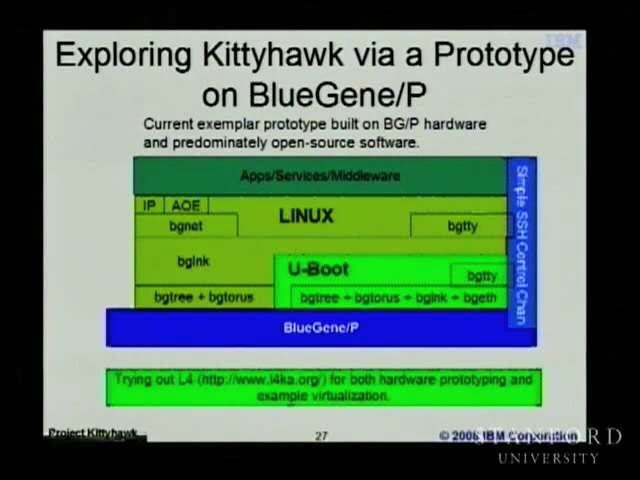 Exploring Kittyhawk via a Prototype
IBM
on BlueGene/P
Current exemplar prototype built on BG/P hardware
and predominately open-source software.
Apps/Services/Middleware
IP AOE
LINUX
bgnet
bgtty
bglnk
U-Boot
bgtty
bgtree + bgtorus
bgtree + bgtorus + bglnk + bgeth
Simple SSH Control Chan
BlueGene/P
Trying out L4 (http://www.l4ka.org/) for both hardware prototyping and
example virtualization.
Project Kittyhawk
27
© 2008 IBM Corporation
STANFORD
UNIVERSITY